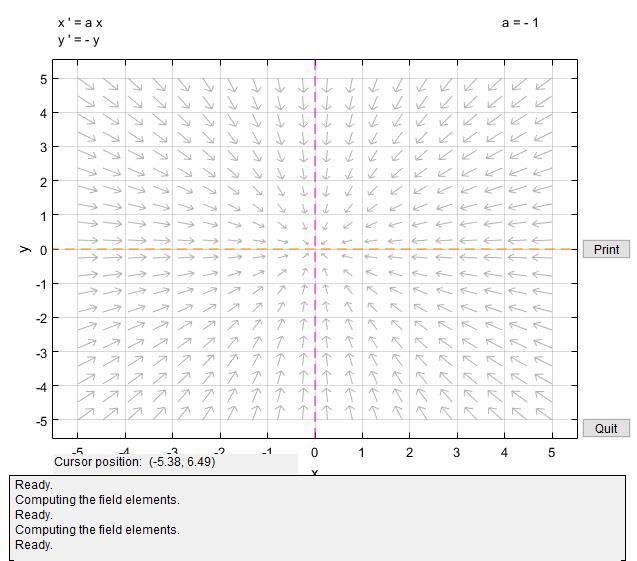 x ' = a x
a = - 1
y ' = - y
5
4
3
2
1
0
-1
-2
-3
-4
-5
y
Print
Quit
-5 -4 -3 -2 -1 0 1 2 3 4 5
Cursor position: (-5.38, 6.49)
x
Ready.
Computing the field elements.
Ready.
Computing the field elements.
Ready.